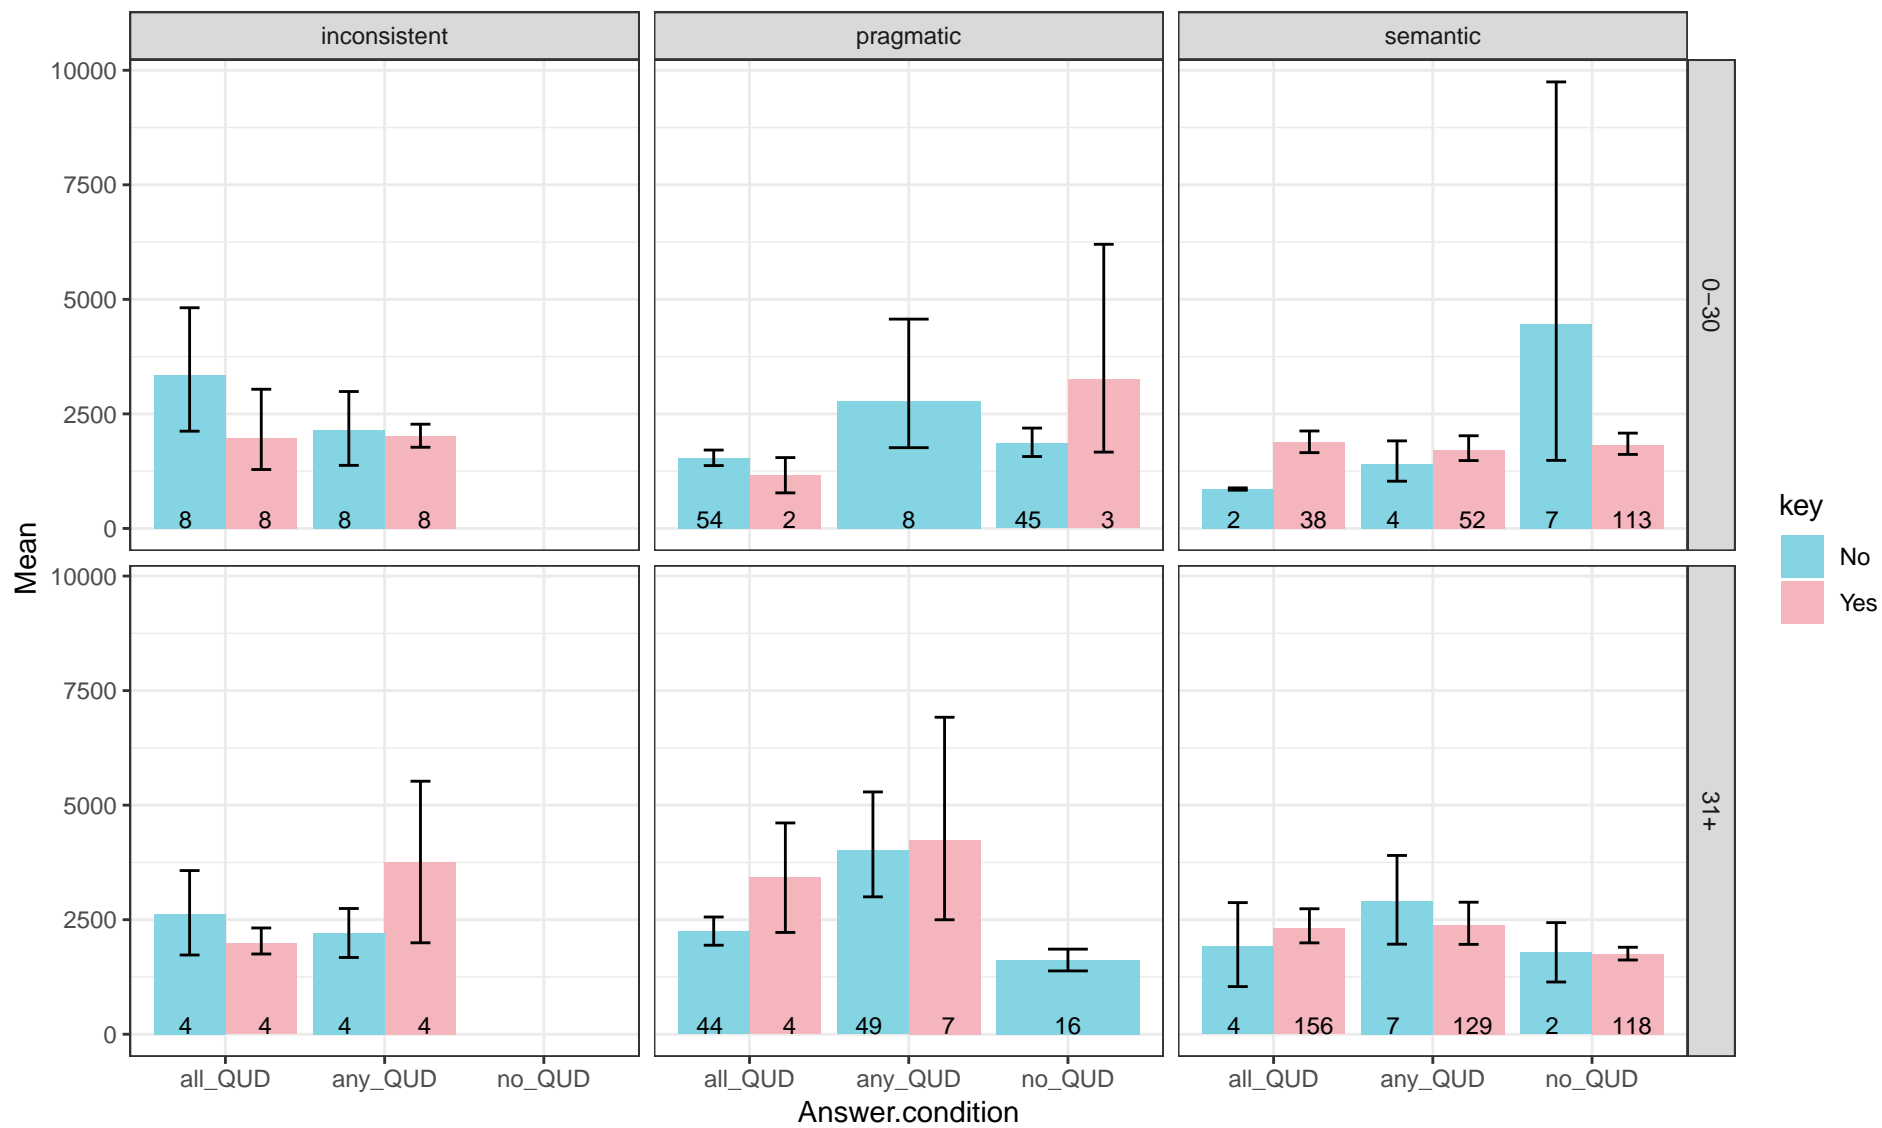 inconsistent pragmatic semantic
10000
7500
5000
2500
0
8 8 8 8 54 2 8 45 3 2 38 4 52 7 113
0−30
Mean
10000
7500
5000
2500
0
4 4 4 4 44 4 49 7 16 4 156 7 129 2 118
31+
all_QUD any_QUD no_QUD all_QUD any_QUD no_QUD all_QUD any_QUD no_QUD
Answer.condition
key
No
Yes